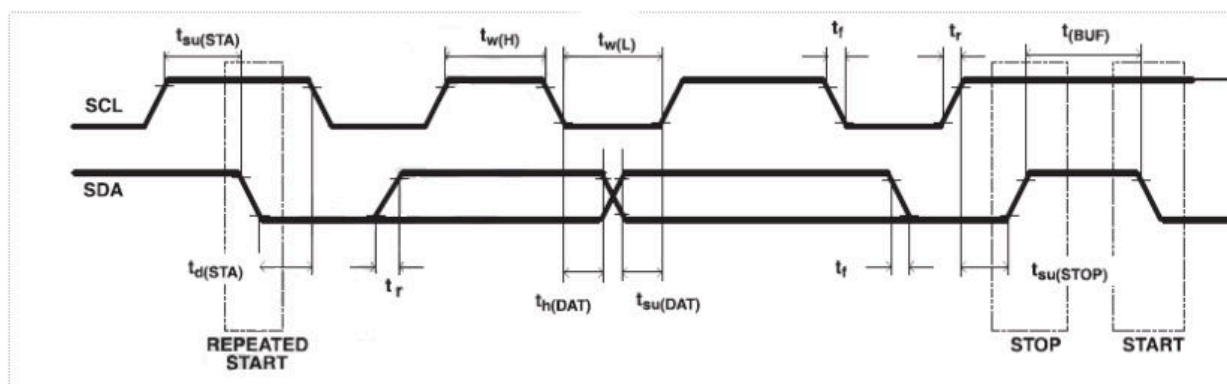 tsu(STA)
tw(H)
tw(L)
tf
tr
t(BUF)
SCL
SDA
td(STA)
tr
th(DAT)
tsu(DAT)
tf
tsu(STOP)
REPEATED
START
STOP
START